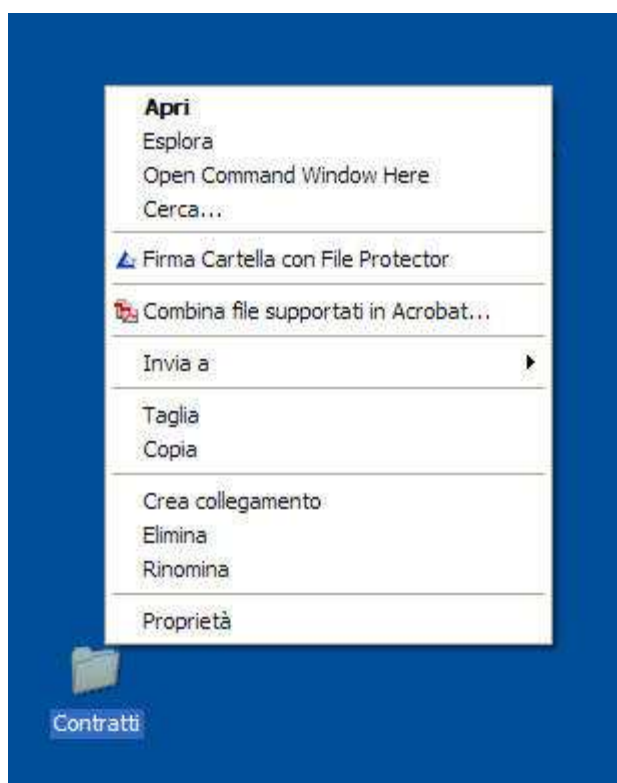 Apri
Esplora
Open Command Window Here
Cerca...
Firma Cartella con File Protector
Combina file supportati in Acrobat...
Invia a
Taglia
Copia
Crea collegamento
Elimina
Rinomina
Proprietà
Contratti